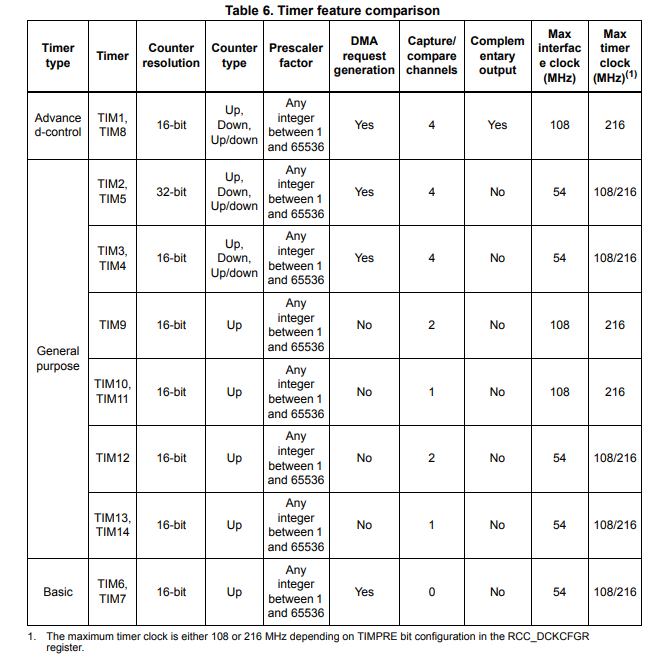 Table 6. Timer feature comparison
Timer type | Timer | Counter resolution | Counter type | Prescaler factor | DMA request generation | Capture/ compare channels | Complem entary output | Max interfac e clock (MHz) | Max timer clock (MHz)(1)
Advance d-control | TIM1, TIM8 | 16-bit | Up, Down, Up/down | Any integer between 1 and 65536 | Yes | 4 | Yes | 108 | 216
General purpose | TIM2, TIM5 | 32-bit | Up, Down, Up/down | Any integer between 1 and 65536 | Yes | 4 | No | 54 | 108/216
TIM3, TIM4 | 16-bit | Up, Down, Up/down | Any integer between 1 and 65536 | Yes | 4 | No | 54 | 108/216
TIM9 | 16-bit | Up | Any integer between 1 and 65536 | No | 2 | No | 108 | 216
TIM10, TIM11 | 16-bit | Up | Any integer between 1 and 65536 | No | 1 | No | 108 | 216
TIM12 | 16-bit | Up | Any integer between 1 and 65536 | No | 2 | No | 54 | 108/216
TIM13, TIM14 | 16-bit | Up | Any integer between 1 and 65536 | No | 1 | No | 54 | 108/216
Basic | TIM6, TIM7 | 16-bit | Up | Any integer between 1 and 65536 | Yes | 0 | No | 54 | 108/216
1. The maximum timer clock is either 108 or 216 MHz depending on TIMPRE bit configuration in the RCC_DCKCFGR
register.